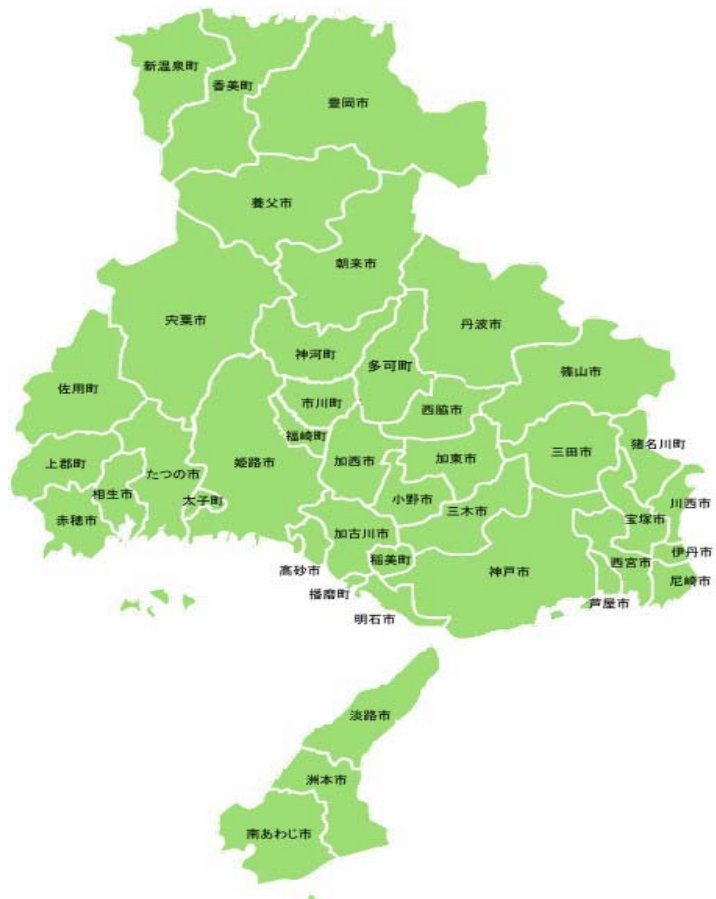 新温泉町
香美町
豊岡市
養父市
朝来市
宍粟市
丹波市
神河町
多可町
篠山市
佐用町
市川町
西脇市
福崎町
猪名川町
上郡町
たつの市
姫路市
加西市
加東市
三田市
相生市
太子町
小野市
川西市
赤穂市
三木市
宝塚市
加古川市
伊丹市
稲美町
西宮市
高砂市
神戸市
尼崎市
播磨町
芦屋市
明石市
淡路市
洲本市
南あわじ市